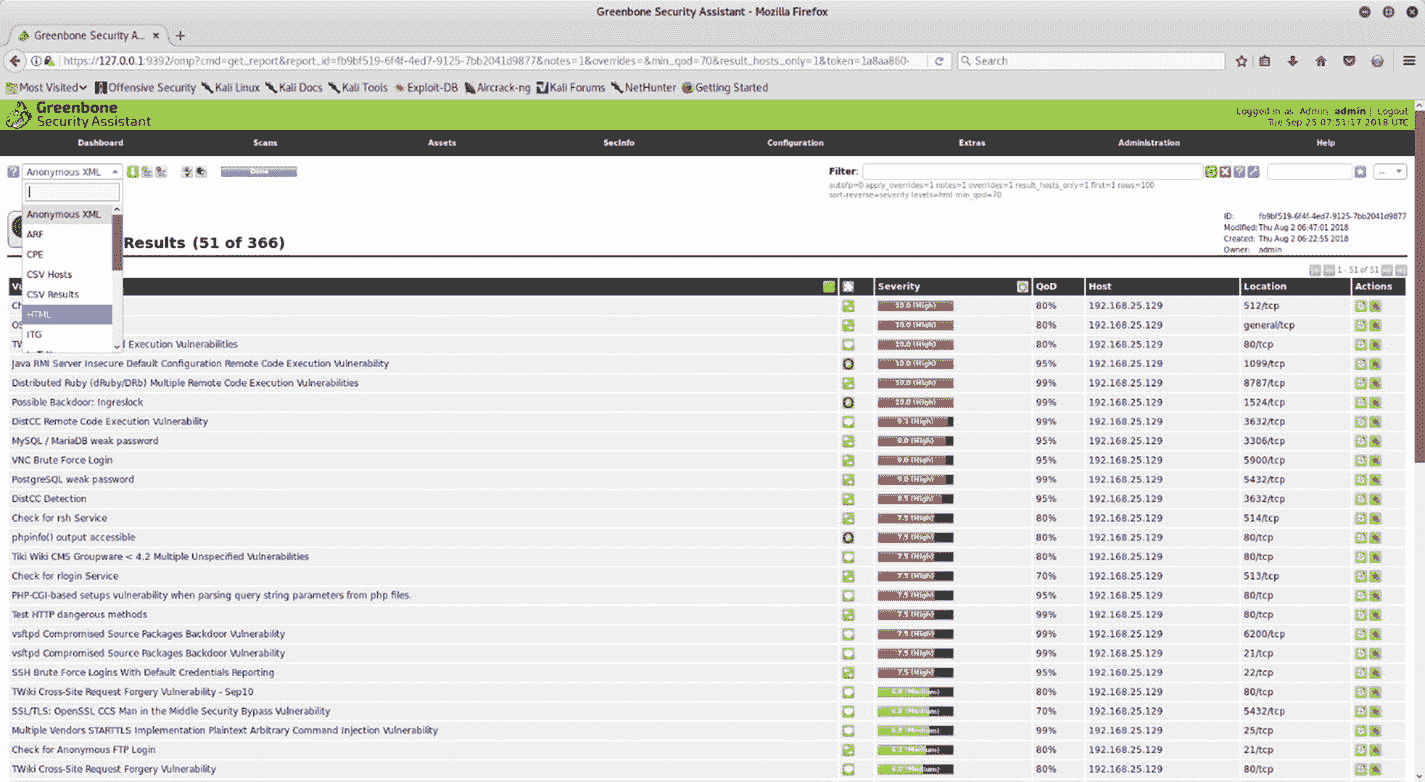 Greenbone Security Assistant - Mozilla Firefox
Greenbone Security A...
https://127.0.0.1:9392/omp?cmd=get_report&report_id=fb9bf519-6f4f-4ed7-9125-7bb2041d9877&notes=1&overrides=&min_qod=70&result_hosts_only=1&token=1a8aa860-
Search
Most Visited Offensive Security Kali Linux Kali Docs Kali Tools Exploit-DB Aircrack-ng Kali Forums NetHunter Getting Started
Greenbone
Security Assistant
Logged in as Admin admin | Logout
Tue Sep 25 07:53:17 2018 UTC
Dashboard Scans Assets SecInfo Configuration Extras Administration Help
Anonymous XML
Done
Filter:
--
autofp=0 apply_overrides=1 notes=1 overrides=1 result_hosts_only=1 first=1 rows=100
sort-reverse=severity levels=hml min_qod=70
Anonymous XML
ARF
CPE
CSV Hosts
CSV Results
HTML
ITG
ID: fb9bf519-6f4f-4ed7-9125-7bb2041d9877
Modified: Thu Aug 2 06:47:01 2018
Created: Thu Aug 2 06:22:55 2018
Owner: admin
Results (51 of 366)
1 - 51 of 51
Severity QoD Host Location Actions
10.0 (High) 80% 192.168.25.129 512/tcp
10.0 (High) 80% 192.168.25.129 general/tcp
Execution Vulnerabilities 10.0 (High) 80% 192.168.25.129 80/tcp
Java RMI Server Insecure Default Configuration Remote Code Execution Vulnerability 10.0 (High) 95% 192.168.25.129 1099/tcp
Distributed Ruby (dRuby/DRb) Multiple Remote Code Execution Vulnerabilities 10.0 (High) 99% 192.168.25.129 8787/tcp
Possible Backdoor: Ingreslock 10.0 (High) 99% 192.168.25.129 1524/tcp
DistCC Remote Code Execution Vulnerability 9.3 (High) 99% 192.168.25.129 3632/tcp
MySQL / MariaDB weak password 9.0 (High) 95% 192.168.25.129 3306/tcp
VNC Brute Force Login 9.0 (High) 95% 192.168.25.129 5900/tcp
PostgreSQL weak password 9.0 (High) 99% 192.168.25.129 5432/tcp
DistCC Detection 8.5 (High) 95% 192.168.25.129 3632/tcp
Check for rsh Service 7.5 (High) 80% 192.168.25.129 514/tcp
phpinfo() output accessible 7.5 (High) 80% 192.168.25.129 80/tcp
Tiki Wiki CMS Groupware < 4.2 Multiple Unspecified Vulnerabilities 7.5 (High) 80% 192.168.25.129 80/tcp
Check for rlogin Service 7.5 (High) 70% 192.168.25.129 513/tcp
PHP-CGI-based setups vulnerability when parsing query string parameters from php files. 7.5 (High) 95% 192.168.25.129 80/tcp
Test HTTP dangerous methods 7.5 (High) 99% 192.168.25.129 80/tcp
vsftpd Compromised Source Packages Backdoor Vulnerability 7.5 (High) 99% 192.168.25.129 6200/tcp
vsftpd Compromised Source Packages Backdoor Vulnerability 7.5 (High) 99% 192.168.25.129 21/tcp
SSH Brute Force Logins With Default Credentials Reporting 7.5 (High) 95% 192.168.25.129 22/tcp
TWiki Cross-Site Request Forgery Vulnerability - Sep10 6.8 (Medium) 80% 192.168.25.129 80/tcp
SSL/TLS: OpenSSL CCS Man in the Middle Security Bypass Vulnerability 6.8 (Medium) 70% 192.168.25.129 5432/tcp
Multiple Vendors STARTTLS Implementation Plaintext Arbitrary Command Injection Vulnerability 6.8 (Medium) 99% 192.168.25.129 25/tcp
Check for Anonymous FTP Login (Medium) 80% 192.168.25.129 21/tcp
TWiki Cross-Site Request Forgery Vulnerability 6.0 (Medium) 80% 192.168.25.129 80/tcp